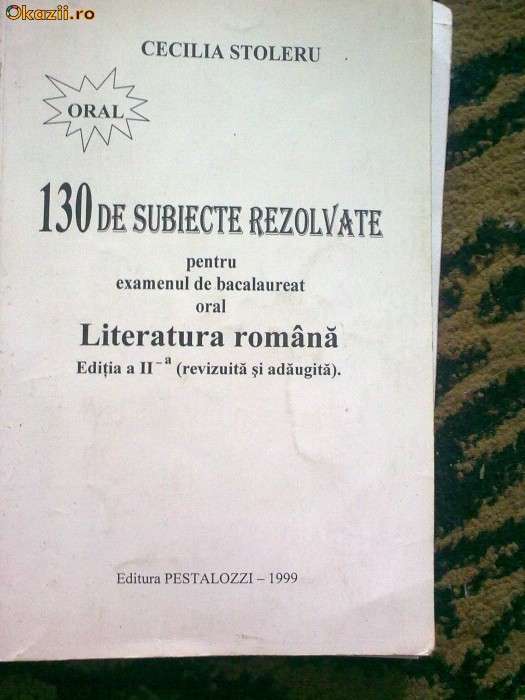 Okazii.ro
CECILIA STOLERU
ORAL
130 DE SUBIECTE REZOLVATE
pentru
examenul de bacalaureat
oral
Literatura română
Ediția a II-a (revizuită şi adăugită).
Editura PESTALOZZI – 1999